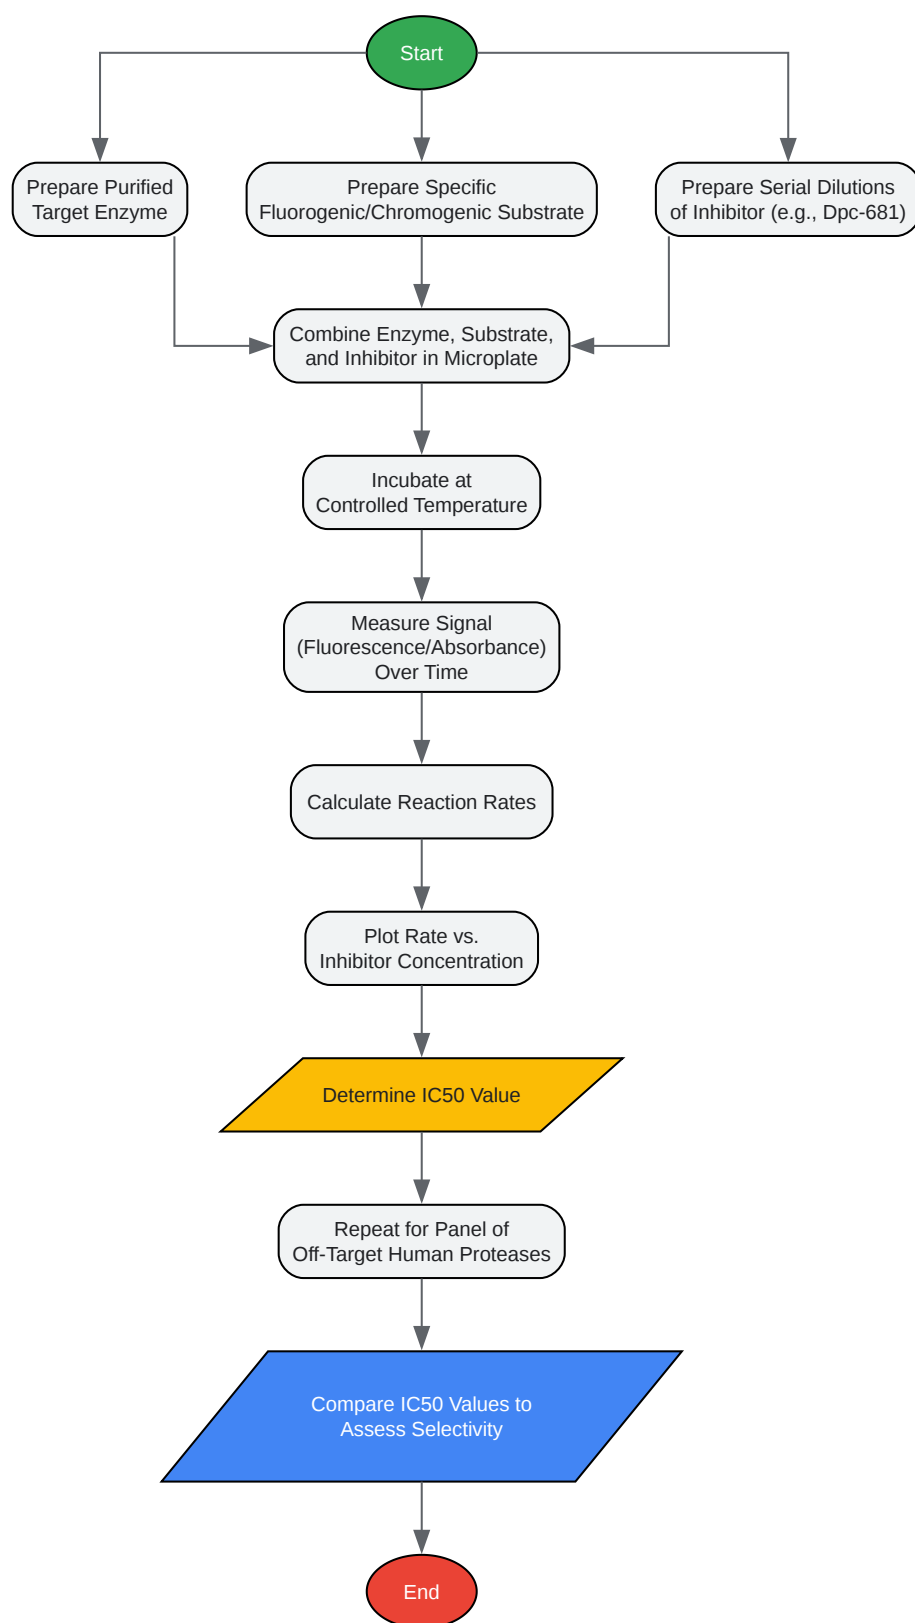 Start
Prepare Purified
Target Enzyme
Prepare Specific
Fluorogenic/Chromogenic Substrate
Prepare Serial Dilutions
of Inhibitor (e.g., Dpc-681)
Combine Enzyme, Substrate,
and Inhibitor in Microplate
Incubate at
Controlled Temperature
Measure Signal
(Fluorescence/Absorbance)
Over Time
Calculate Reaction Rates
Plot Rate vs.
Inhibitor Concentration
Determine IC50 Value
Repeat for Panel of
Off-Target Human Proteases
Compare IC50 Values to
Assess Selectivity
End